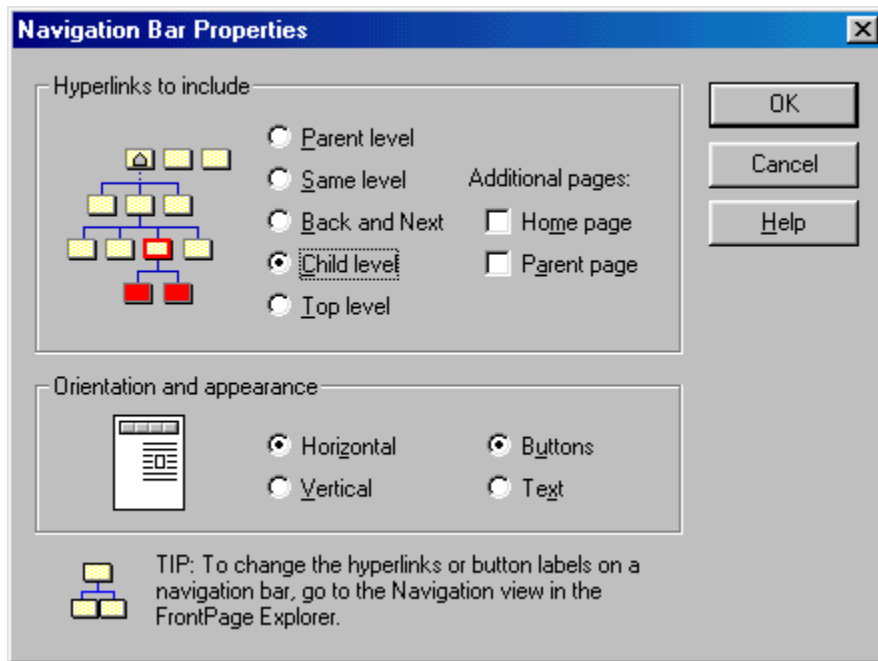 Navigation Bar Properties
Hyperlinks to include
Parent level
Same level
Back and Next
Child level
Top level
Additional pages:
Home page
Parent page
OK
Cancel
Help
Orientation and appearance
Horizontal
Vertical
Buttons
Text
TIP: To change the hyperlinks or button labels on a
navigation bar, go to the Navigation view in the
FrontPage Explorer.